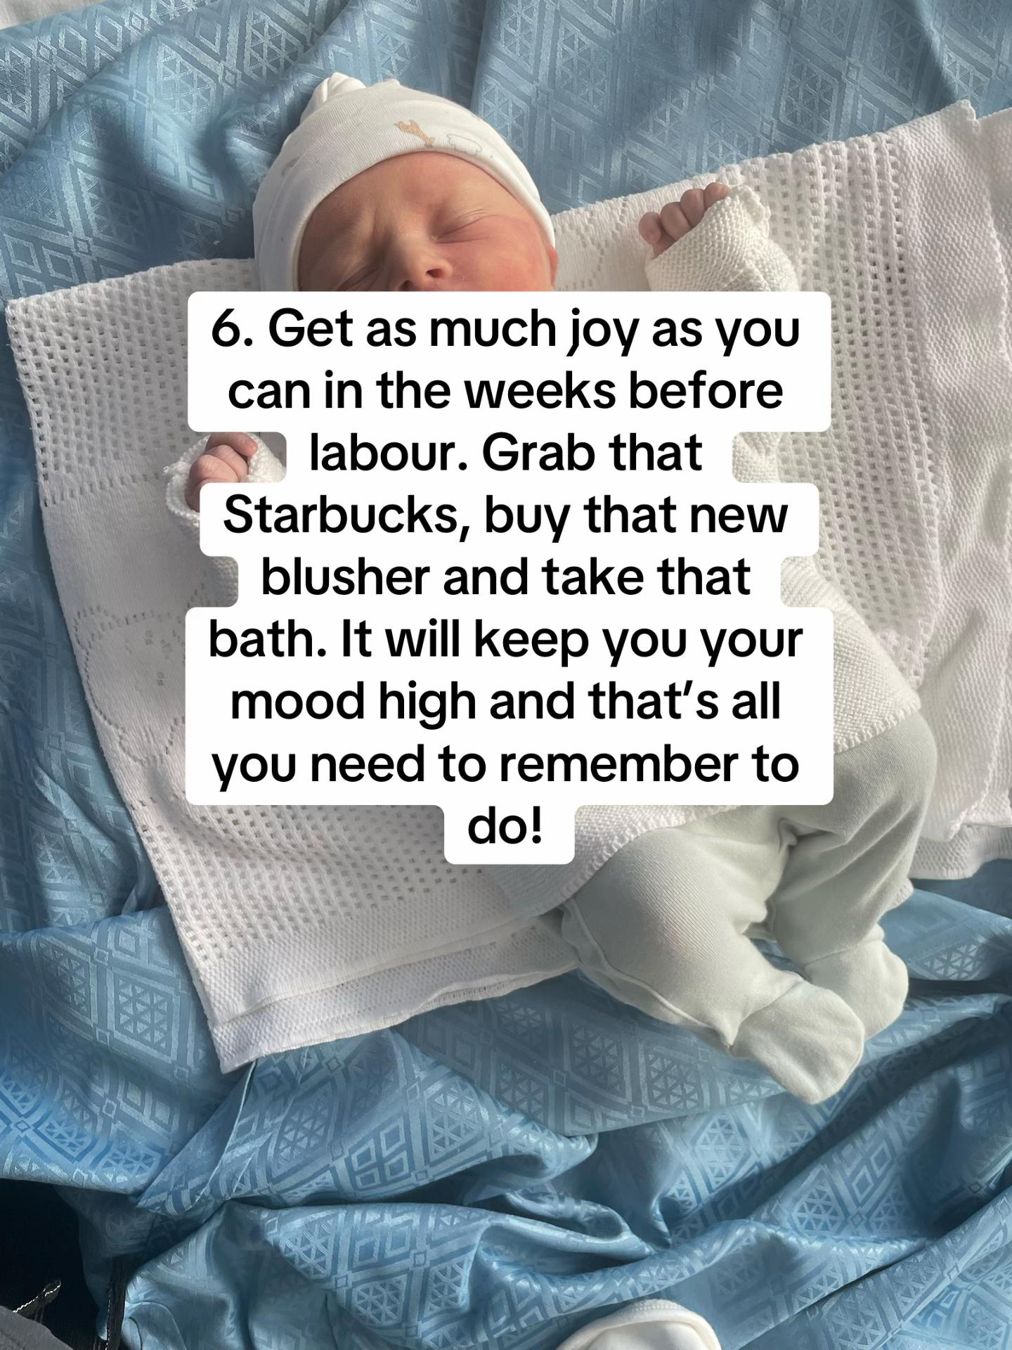 6. Get as much joy as you
can in the weeks before
labour. Grab that
Starbucks, buy that new
blusher and take that
bath. It will keep you your
mood high and that’s all
you need to remember to
do!